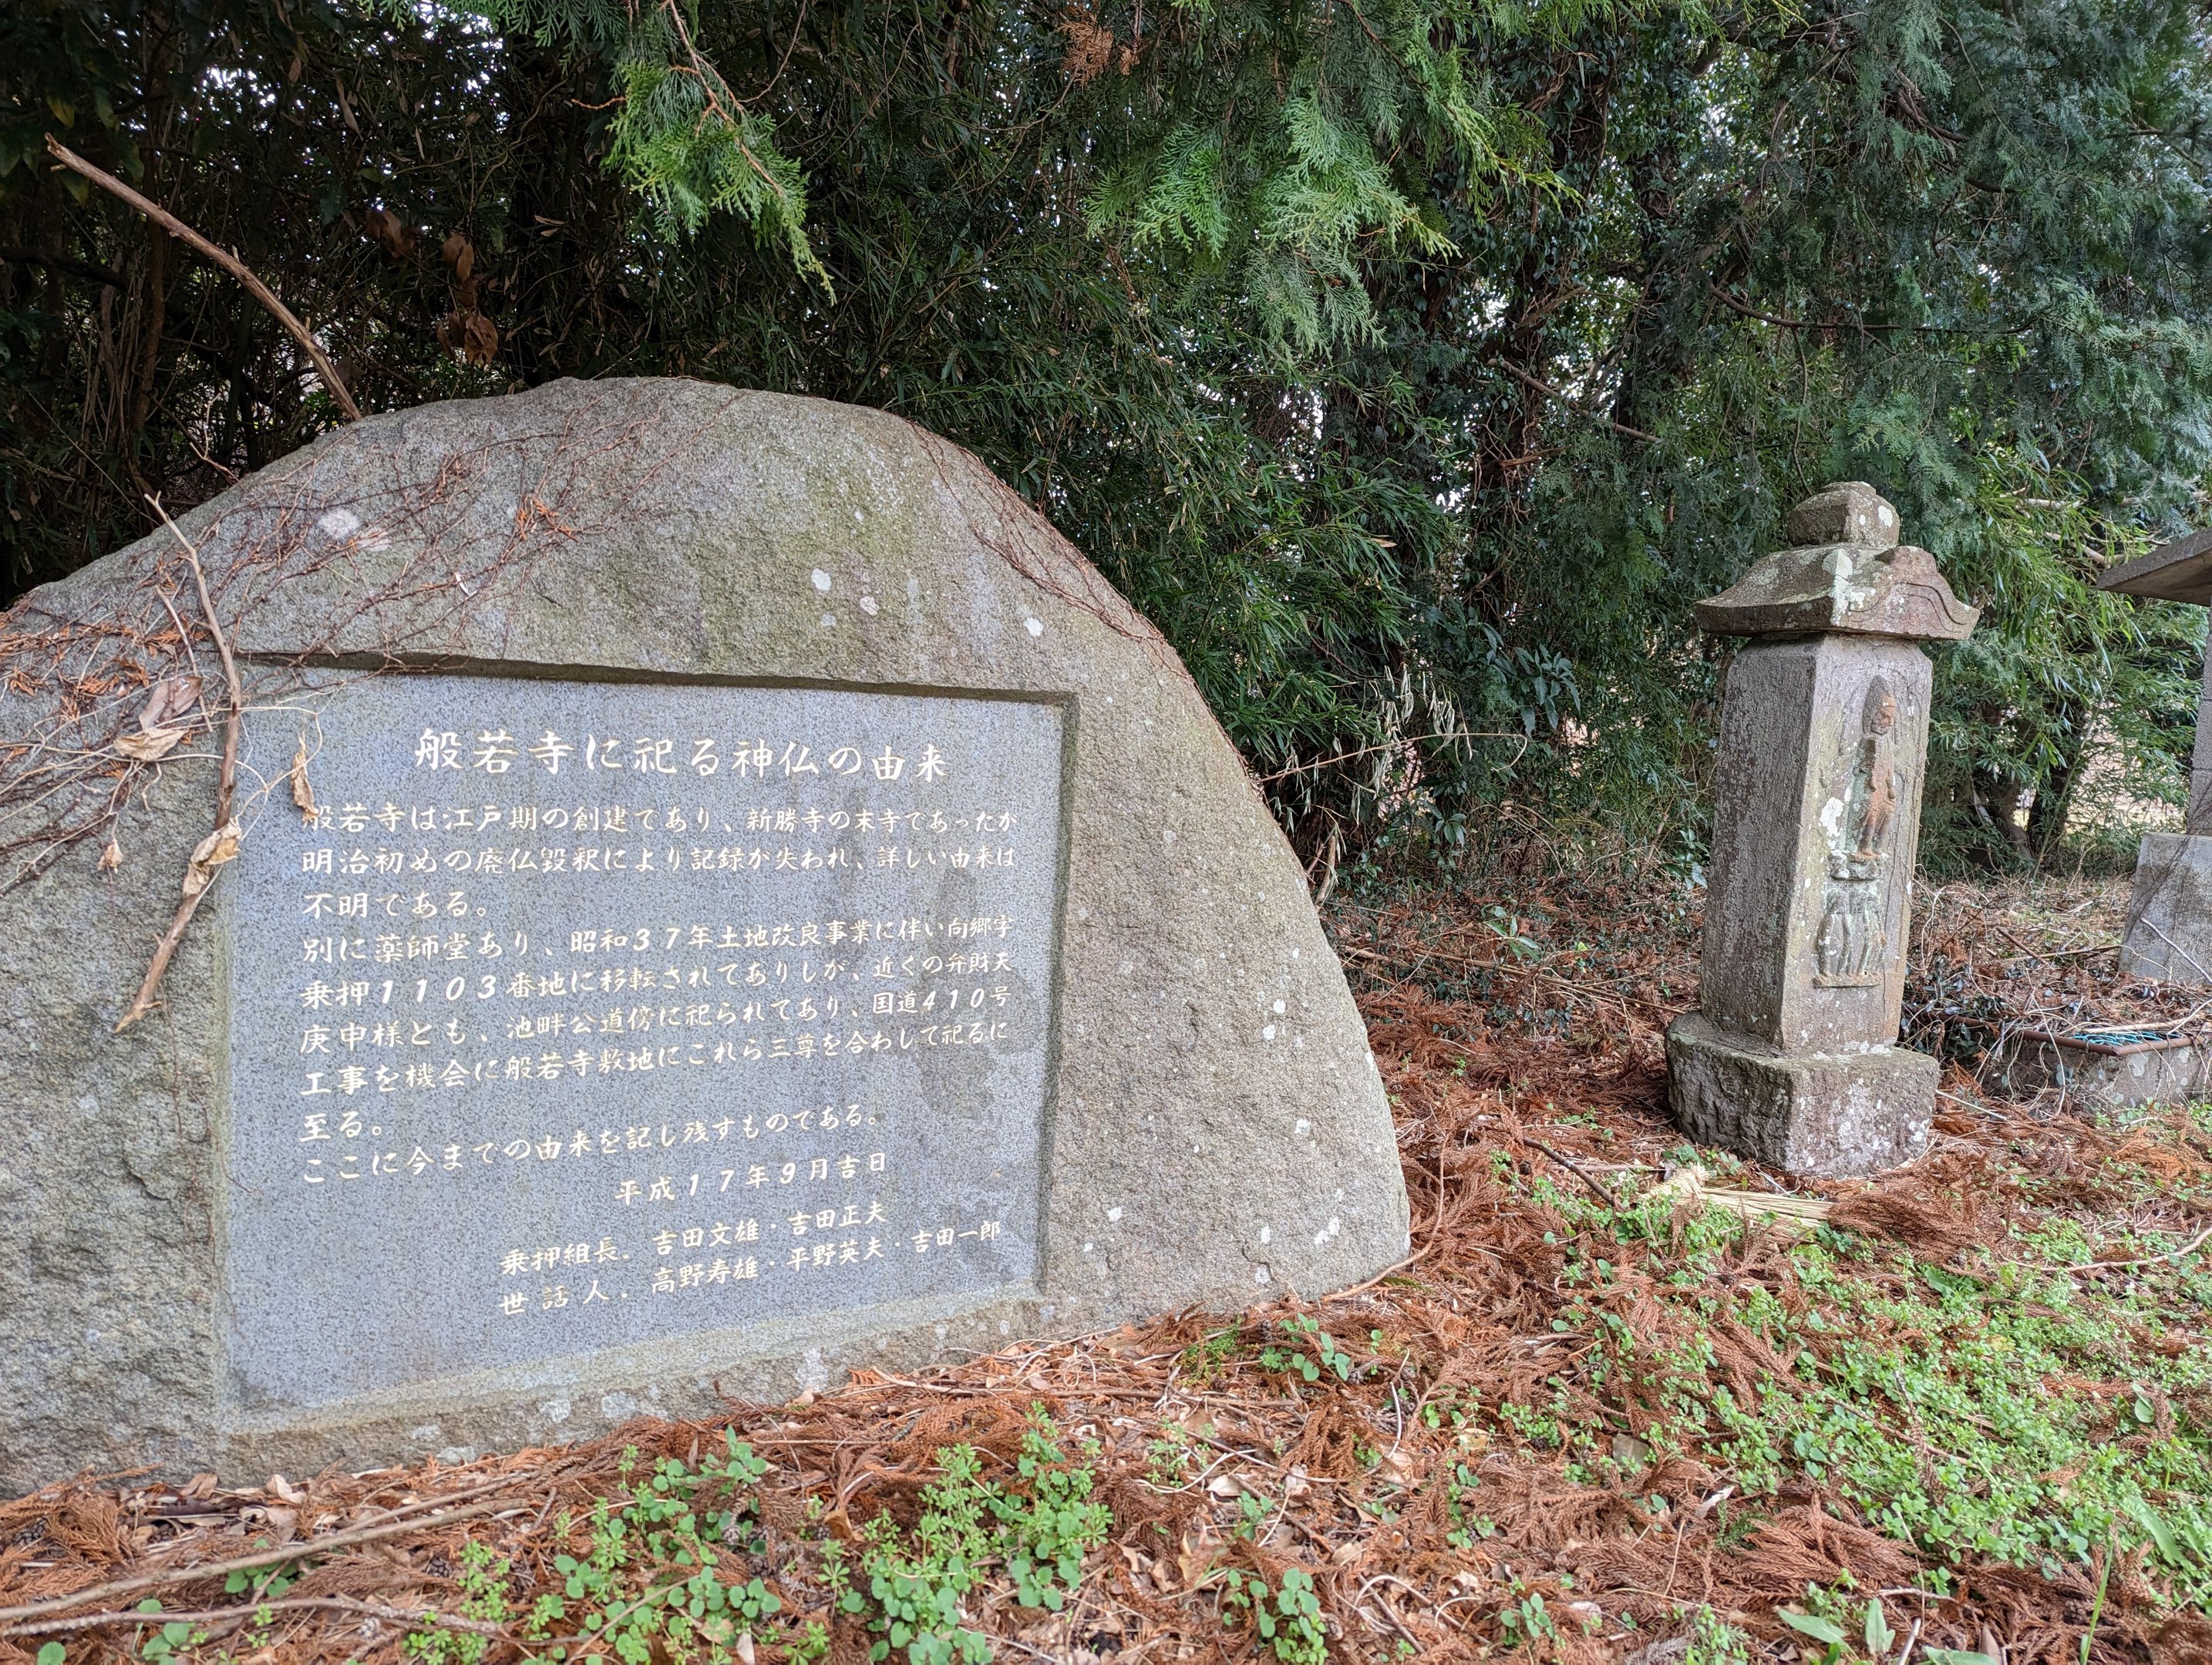 般若寺に祀る神仏の由来
般若寺は江戸期の創建であり、新勝寺の末寺であったか
明治初めの廃仏毀釈により記録が失われ、詳しい由来は
不明である。
別に薬師堂あり、昭和37年土地改良事業に伴い向郷字
乗押1103番地に移転されてありしが、近くの弁財天
庚申様とも、池畔公道傍に祀られてあり、国道410号
工事を機会に般若寺敷地にこれら三尊を合わして祀るに
至る。
ここに今までの由来を記し残すものである。
平成17年9月吉日
乗押組長．吉田文雄・吉田正夫
世話人．高野寿雄・平野英夫・吉田一郎